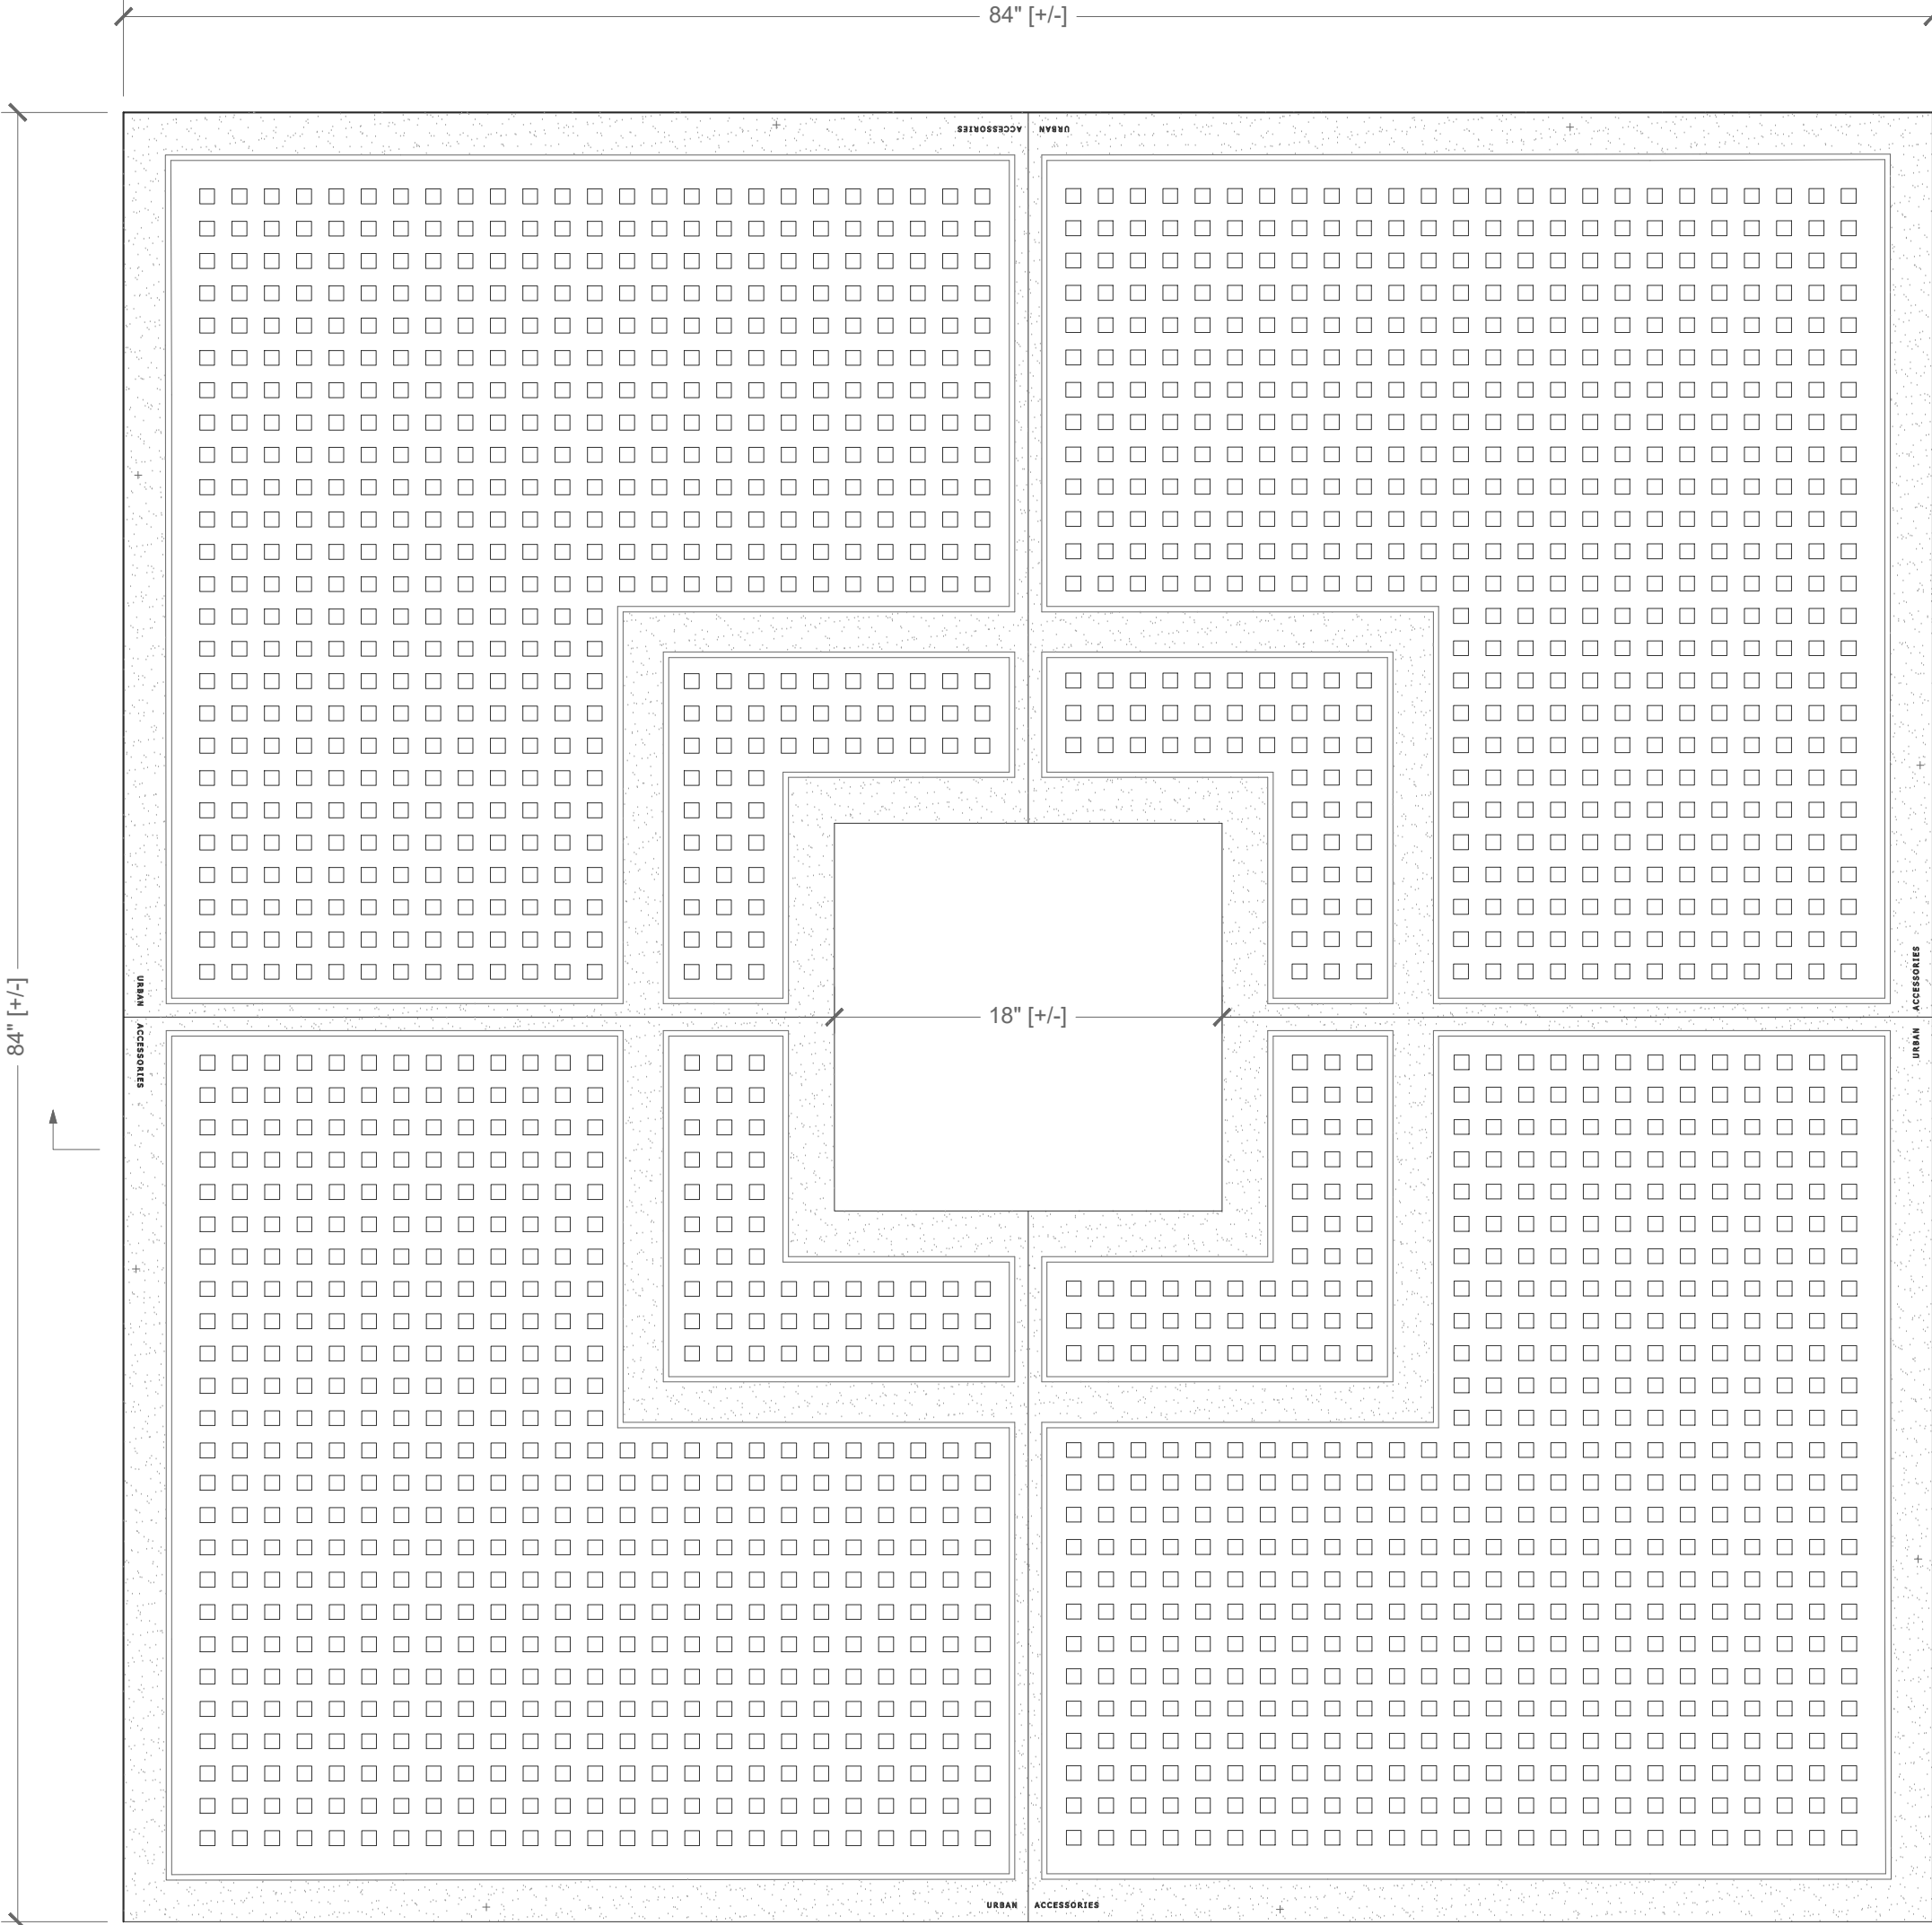 84" [+/-]
ACCESSORIES URBAN
84" [+/-]
URBAN
ACCESSORIES
18" [+/-]
ACCESSORIES
URBAN
URBAN ACCESSORIES